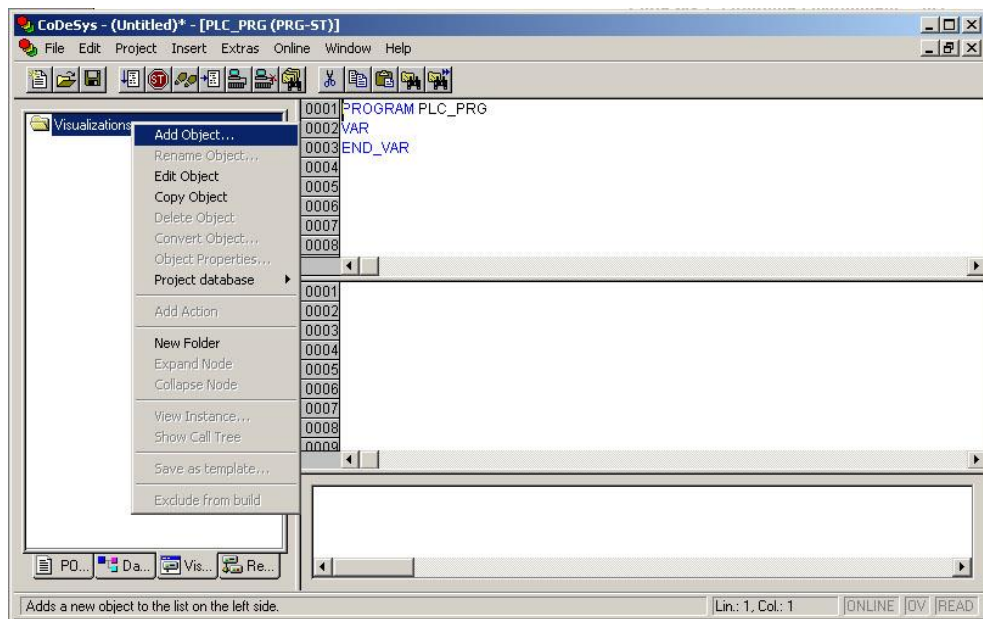 CoDeSys - (Untitled)* - [PLC_PRG (PRG-ST)]
File Edit Project Insert Extras Online Window Help
Visualizations
Add Object...
Rename Object...
Edit Object
Copy Object
Delete Object
Convert Object...
Object Properties...
Project database
Add Action
New Folder
Expand Node
Collapse Node
View Instance...
Show Call Tree
Save as template...
Exclude from build
0001 PROGRAM PLC_PRG
0002 VAR
0003 END_VAR
0004
0005
0006
0007
0008
0001
0002
0003
0004
0005
0006
0007
0008
0009
PO... Da... Vis... Re...
Adds a new object to the list on the left side. Lin.: 1, Col.: 1 ONLINE OV READ